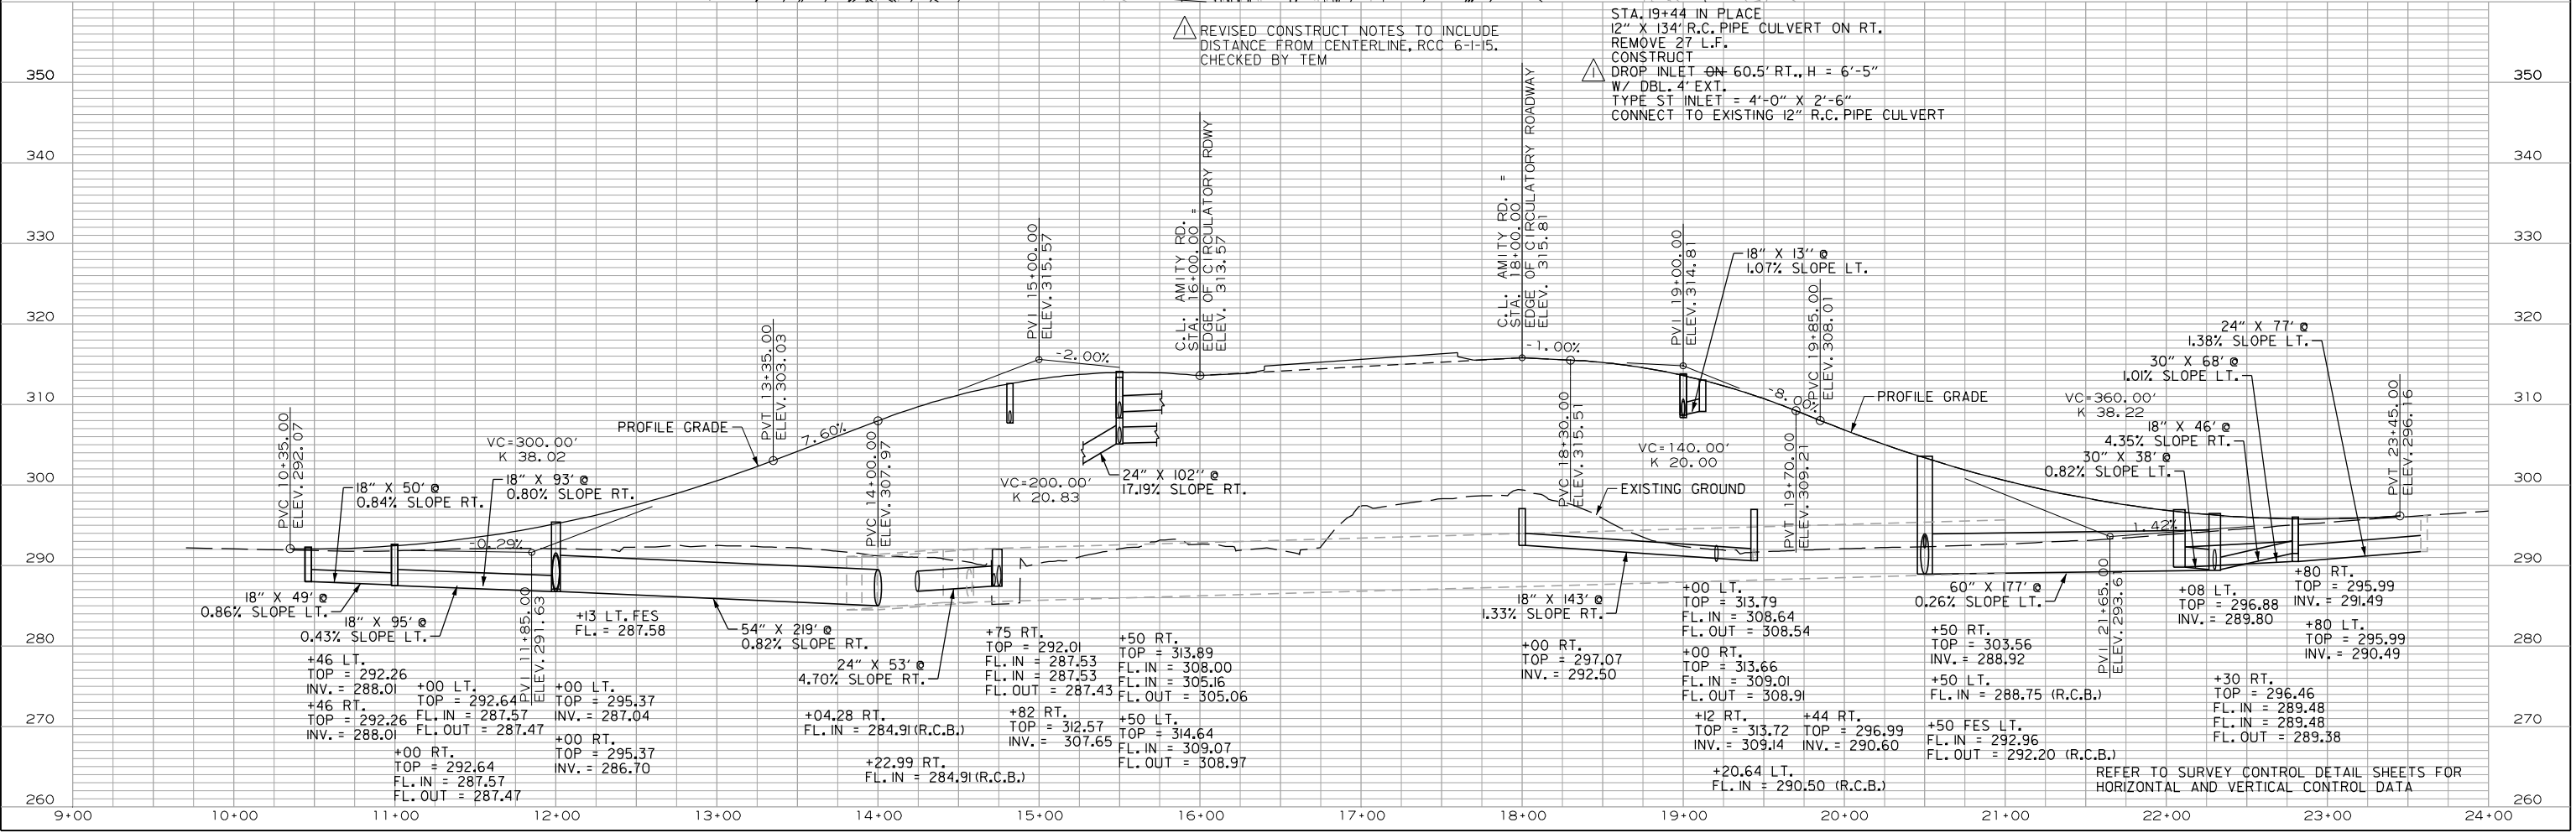 REVISED CONSTRUCT NOTES TO INCLUDE
DISTANCE FROM CENTERLINE, RCC 6-1-15.
CHECKED BY TEM
STA. 19+44 IN PLACE
12" X 134' R.C. PIPE CULVERT ON RT.
REMOVE 27 L.F.
CONSTRUCT
DROP INLET ON 60.5' RT., H = 6'-5"
W/ DBL. 4' EXT.
TYPE ST INLET = 4'-0" X 2'-6"
CONNECT TO EXISTING 12" R.C. PIPE CULVERT
1
1
350
340
330
320
310
300
290
280
270
260
350
340
330
320
310
300
290
280
270
260
PVC 10+35.00
ELEV. 292.07
PVI 11+85.00
ELEV. 291.63
PVT 13+35.00
ELEV. 303.03
PVC 14+00.00
ELEV. 307.97
PVI 15+00.00
ELEV. 315.57
C.L. AMITY RD.
STA. 16+00.00 =
EDGE OF CIRCULATORY RDWY
ELEV. 313.57
C.L. AMITY RD. =
STA. 18+00.00
EDGE OF CIRCULATORY ROADWAY
ELEV. 315.81
PVC 18+30.00
ELEV. 315.51
PVI 19+00.00
ELEV. 314.81
PVT 19+70.00
ELEV. 309.21
PVC 19+85.00
ELEV. 308.01
PVI 21+65.00
ELEV. 293.61
PVT 23+45.00
ELEV. 296.16
-0.29%
7.60%
-2.00%
-1.00%
-8.00%
1.42%
PROFILE GRADE
VC=300.00'
K 38.02
18" X 50' @
0.84% SLOPE RT.
18" X 93' @
0.80% SLOPE RT.
18" X 49' @
0.86% SLOPE LT.
18" X 95' @
0.43% SLOPE LT.
+13 LT. FES
FL. = 287.58
54" X 219' @
0.82% SLOPE RT.
24" X 53' @
4.70% SLOPE RT.
VC=200.00'
K 20.83
24" X 102" @
17.19% SLOPE RT.
EXISTING GROUND
18" X 13" @
1.07% SLOPE LT.
VC=140.00'
K 20.00
PROFILE GRADE
VC=360.00'
K 38.22
24" X 77' @
1.38% SLOPE LT.
30" X 68' @
1.01% SLOPE LT.
18" X 46' @
4.35% SLOPE RT.
30" X 38' @
0.82% SLOPE LT.
60" X 177' @
0.26% SLOPE LT.
18" X 143' @
1.33% SLOPE RT.
+46 LT.
TOP = 292.26
INV. = 288.01
+46 RT.
TOP = 292.26
INV. = 288.01
+00 LT.
TOP = 292.64
FL. IN = 287.57
FL. OUT = 287.47
+00 RT.
TOP = 292.64
FL. IN = 287.57
FL. OUT = 287.47
+00 LT.
TOP = 295.37
INV. = 287.04
+00 RT.
TOP = 295.37
INV. = 286.70
+04.28 RT.
FL. IN = 284.91 (R.C.B.)
+22.99 RT.
FL. IN = 284.91 (R.C.B.)
+75 RT.
TOP = 292.01
FL. IN = 287.53
FL. IN = 287.53
FL. OUT = 287.43
+82 RT.
TOP = 312.57
INV. = 307.65
+50 RT.
TOP = 313.89
FL. IN = 308.00
FL. IN = 305.16
FL. OUT = 305.06
+50 LT.
TOP = 314.64
FL. IN = 309.07
FL. OUT = 308.97
+00 RT.
TOP = 297.07
INV. = 292.50
+00 LT.
TOP = 313.79
FL. IN = 308.64
FL. OUT = 308.54
+00 RT.
TOP = 313.66
FL. IN = 309.01
FL. OUT = 308.91
+12 RT.
TOP = 313.72
INV. = 309.14
+44 RT.
TOP = 296.99
INV. = 290.60
+20.64 LT.
FL. IN = 290.50 (R.C.B.)
+50 RT.
TOP = 303.56
INV. = 288.92
+50 LT.
FL. IN = 288.75 (R.C.B.)
+50 FES LT.
FL. IN = 292.96
FL. OUT = 292.20 (R.C.B.)
+08 LT.
TOP = 296.88
INV. = 289.80
+30 RT.
TOP = 296.46
FL. IN = 289.48
FL. IN = 289.48
FL. OUT = 289.38
+80 RT.
TOP = 295.99
INV. = 291.49
+80 LT.
TOP = 295.99
INV. = 290.49
REFER TO SURVEY CONTROL DETAIL SHEETS FOR
HORIZONTAL AND VERTICAL CONTROL DATA
9+00 10+00 11+00 12+00 13+00 14+00 15+00 16+00 17+00 18+00 19+00 20+00 21+00 22+00 23+00 24+00